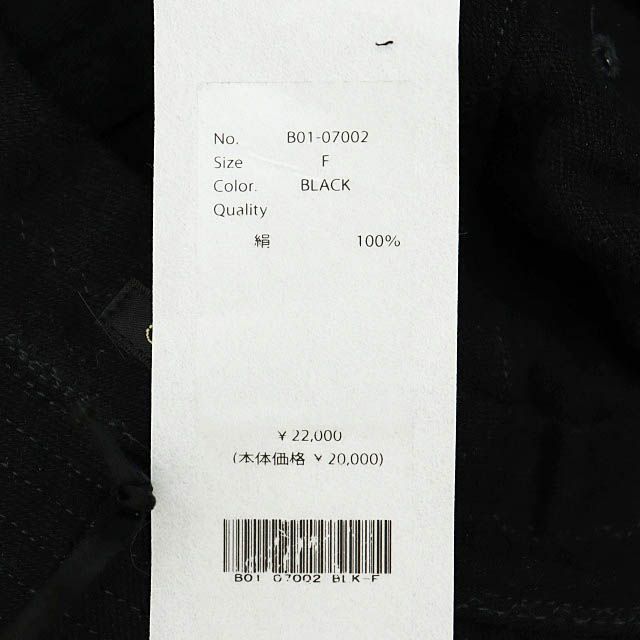 No. B01-07002
Size F
Color. BLACK
Quality
絹 100%
¥ 22,000
(本体価格 ¥ 20,000)
B01 07002 BLK-F